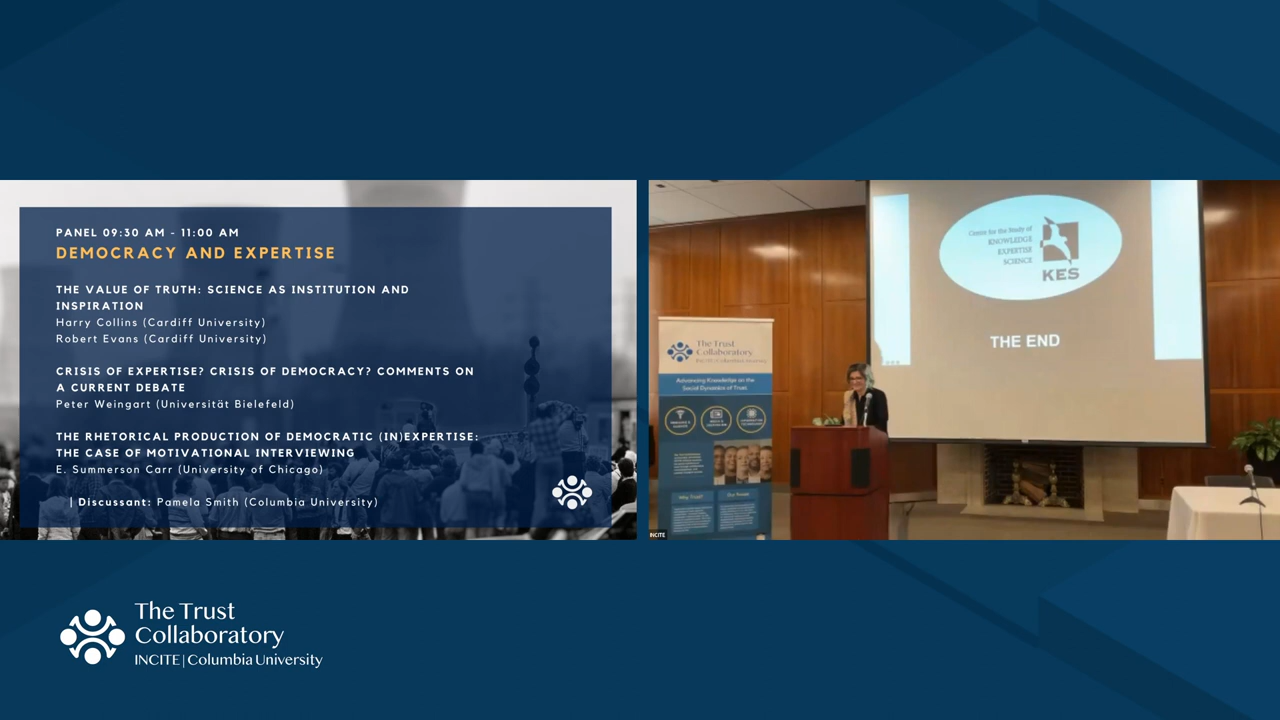 PANEL 09:30 AM - 11:00 AM
DEMOCRACY AND EXPERTISE
THE VALUE OF TRUTH: SCIENCE AS INSTITUTION AND
INSPIRATION
Harry Collins (Cardiff University)
Robert Evans (Cardiff University)
CRISIS OF EXPERTISE? CRISIS OF DEMOCRACY? COMMENTS ON
A CURRENT DEBATE
Peter Weingart (Universität Bielefeld)
THE RHETORICAL PRODUCTION OF DEMOCRATIC (IN)EXPERTISE:
THE CASE OF MOTIVATIONAL INTERVIEWING
E. Summerson Carr (University of Chicago)
| Discussant: Pamela Smith (Columbia University)
Centre for the Study of
KNOWLEDGE
EXPERTISE
SCIENCE
KES
THE END
The Trust
Collaboratory
Advancing Knowledge on the
Social Dynamics of Trust
Why Trust?
INCITE
The Trust
Collaboratory
INCITE | Columbia University